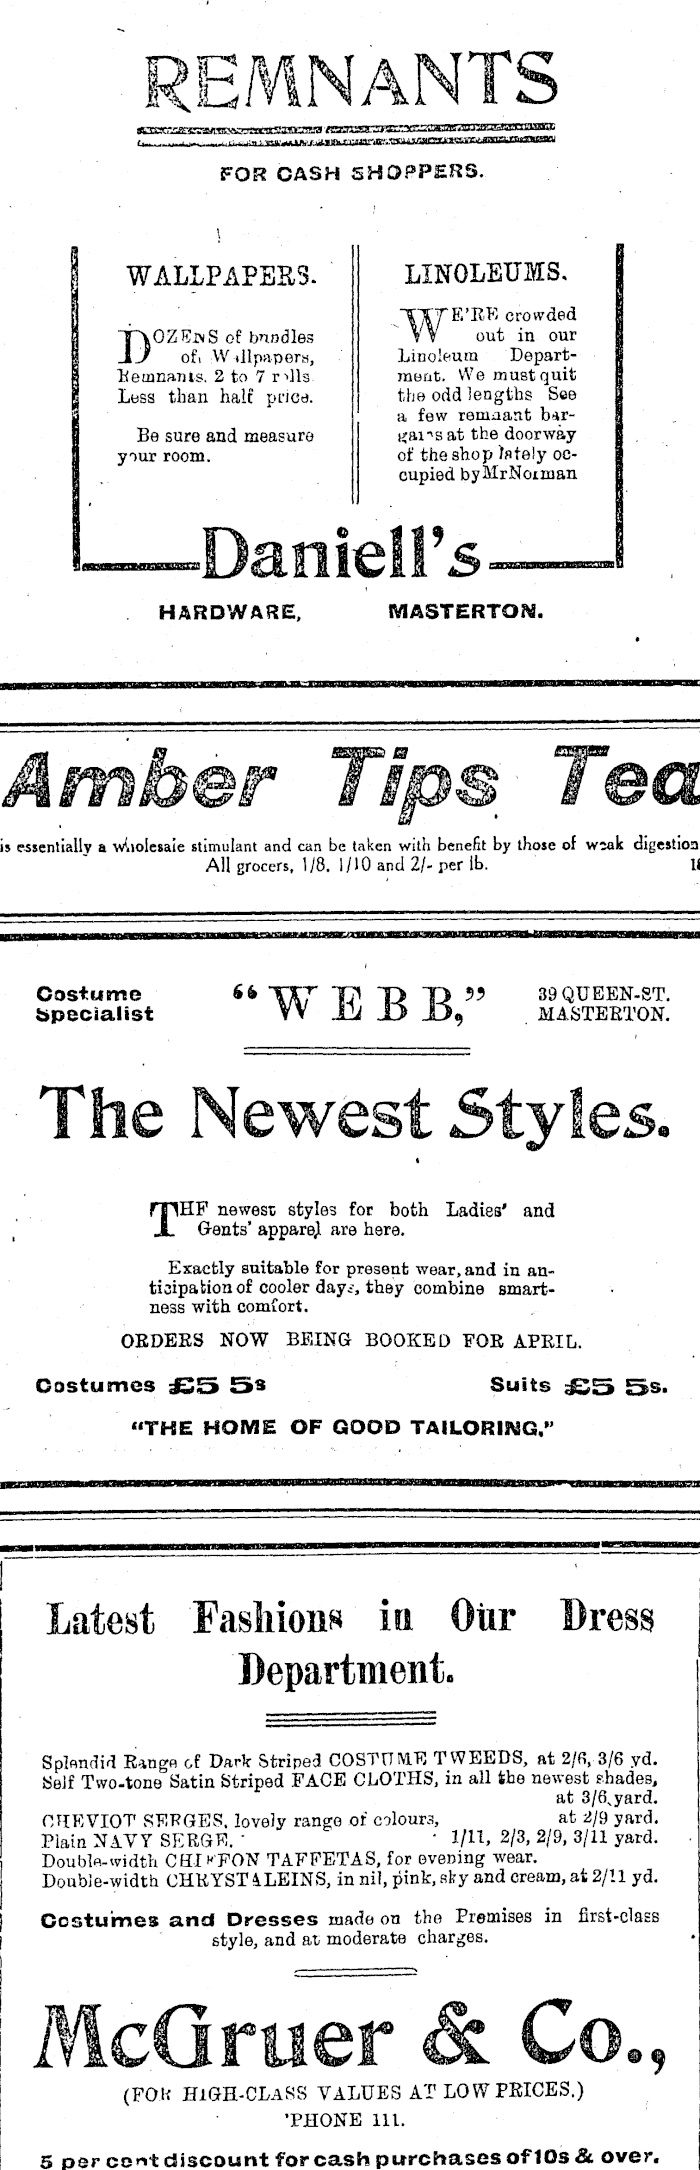 REMNANTS
FOR CASH SHOPPERS.
WALLPAPERS.
DOZENS of bundles
of Wallpapers,
Remnants. 2 to 7 rolls
Less than half price.
Be sure and measure
your room.
LINOLEUMS.
WE'RE crowded
out in our
Linoleum Depart-
ment. We must quit
the odd lengths See
a few remnant bar-
gains at the doorway
of the shop lately oc-
cupied by Mr Norman
Daniell's
HARDWARE, MASTERTON.
Amber Tips Tea
is essentially a wholesale stimulant and can be taken with benefit by those of weak digestion
All grocers, 1/8, 1/10 and 2/- per lb.
Costume
Specialist
"WEBB,"
39 QUEEN-ST.
MASTERTON.
The Newest Styles.
THE newest styles for both Ladies' and
Gents' apparel are here.
Exactly suitable for present wear, and in an-
ticipation of cooler days, they combine smart-
ness with comfort.
ORDERS NOW BEING BOOKED FOR APRIL.
Costumes £5 5s Suits £5 5s.
"THE HOME OF GOOD TAILORING,"
Latest Fashions in Our Dress
Department.
Splendid Range of Dark Striped COSTUME TWEEDS, at 2/6, 3/6 yd.
Self Two-tone Satin Striped FACE CLOTHS, in all the newest shades,
at 3/6 yard.
CHEVIOT SERGES, lovely range of colours, at 2/9 yard.
Plain NAVY SERGE, 1/11, 2/3, 2/9, 3/11 yard.
Double-width CHIFFON TAFFETAS, for evening wear.
Double-width CHRYSTALEINS, in nil, pink, sky and cream, at 2/11 yd.
Costumes and Dresses made on the Premises in first-class
style, and at moderate charges.
McGruer & Co.,
(FOR HIGH-CLASS VALUES AT LOW PRICES.)
'PHONE 111.
5 per cent discount for cash purchases of 10s & over.